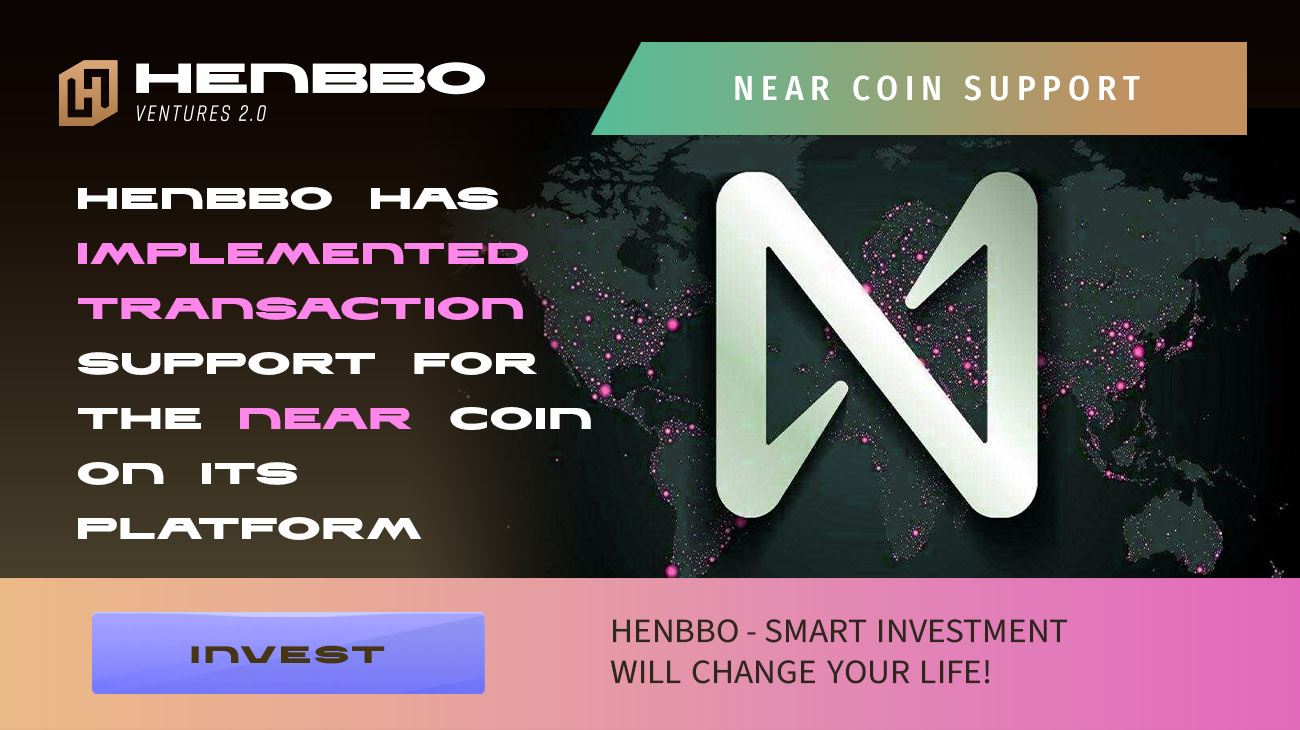 HENBBO
VENTURES 2.0
NEAR COIN SUPPORT
HENBBO HAS
IMPLEMENTED
TRANSACTION
SUPPORT FOR
THE NEAR COIN
ON ITS
PLATFORM
INVEST
HENBBO - SMART INVESTMENT
WILL CHANGE YOUR LIFE!